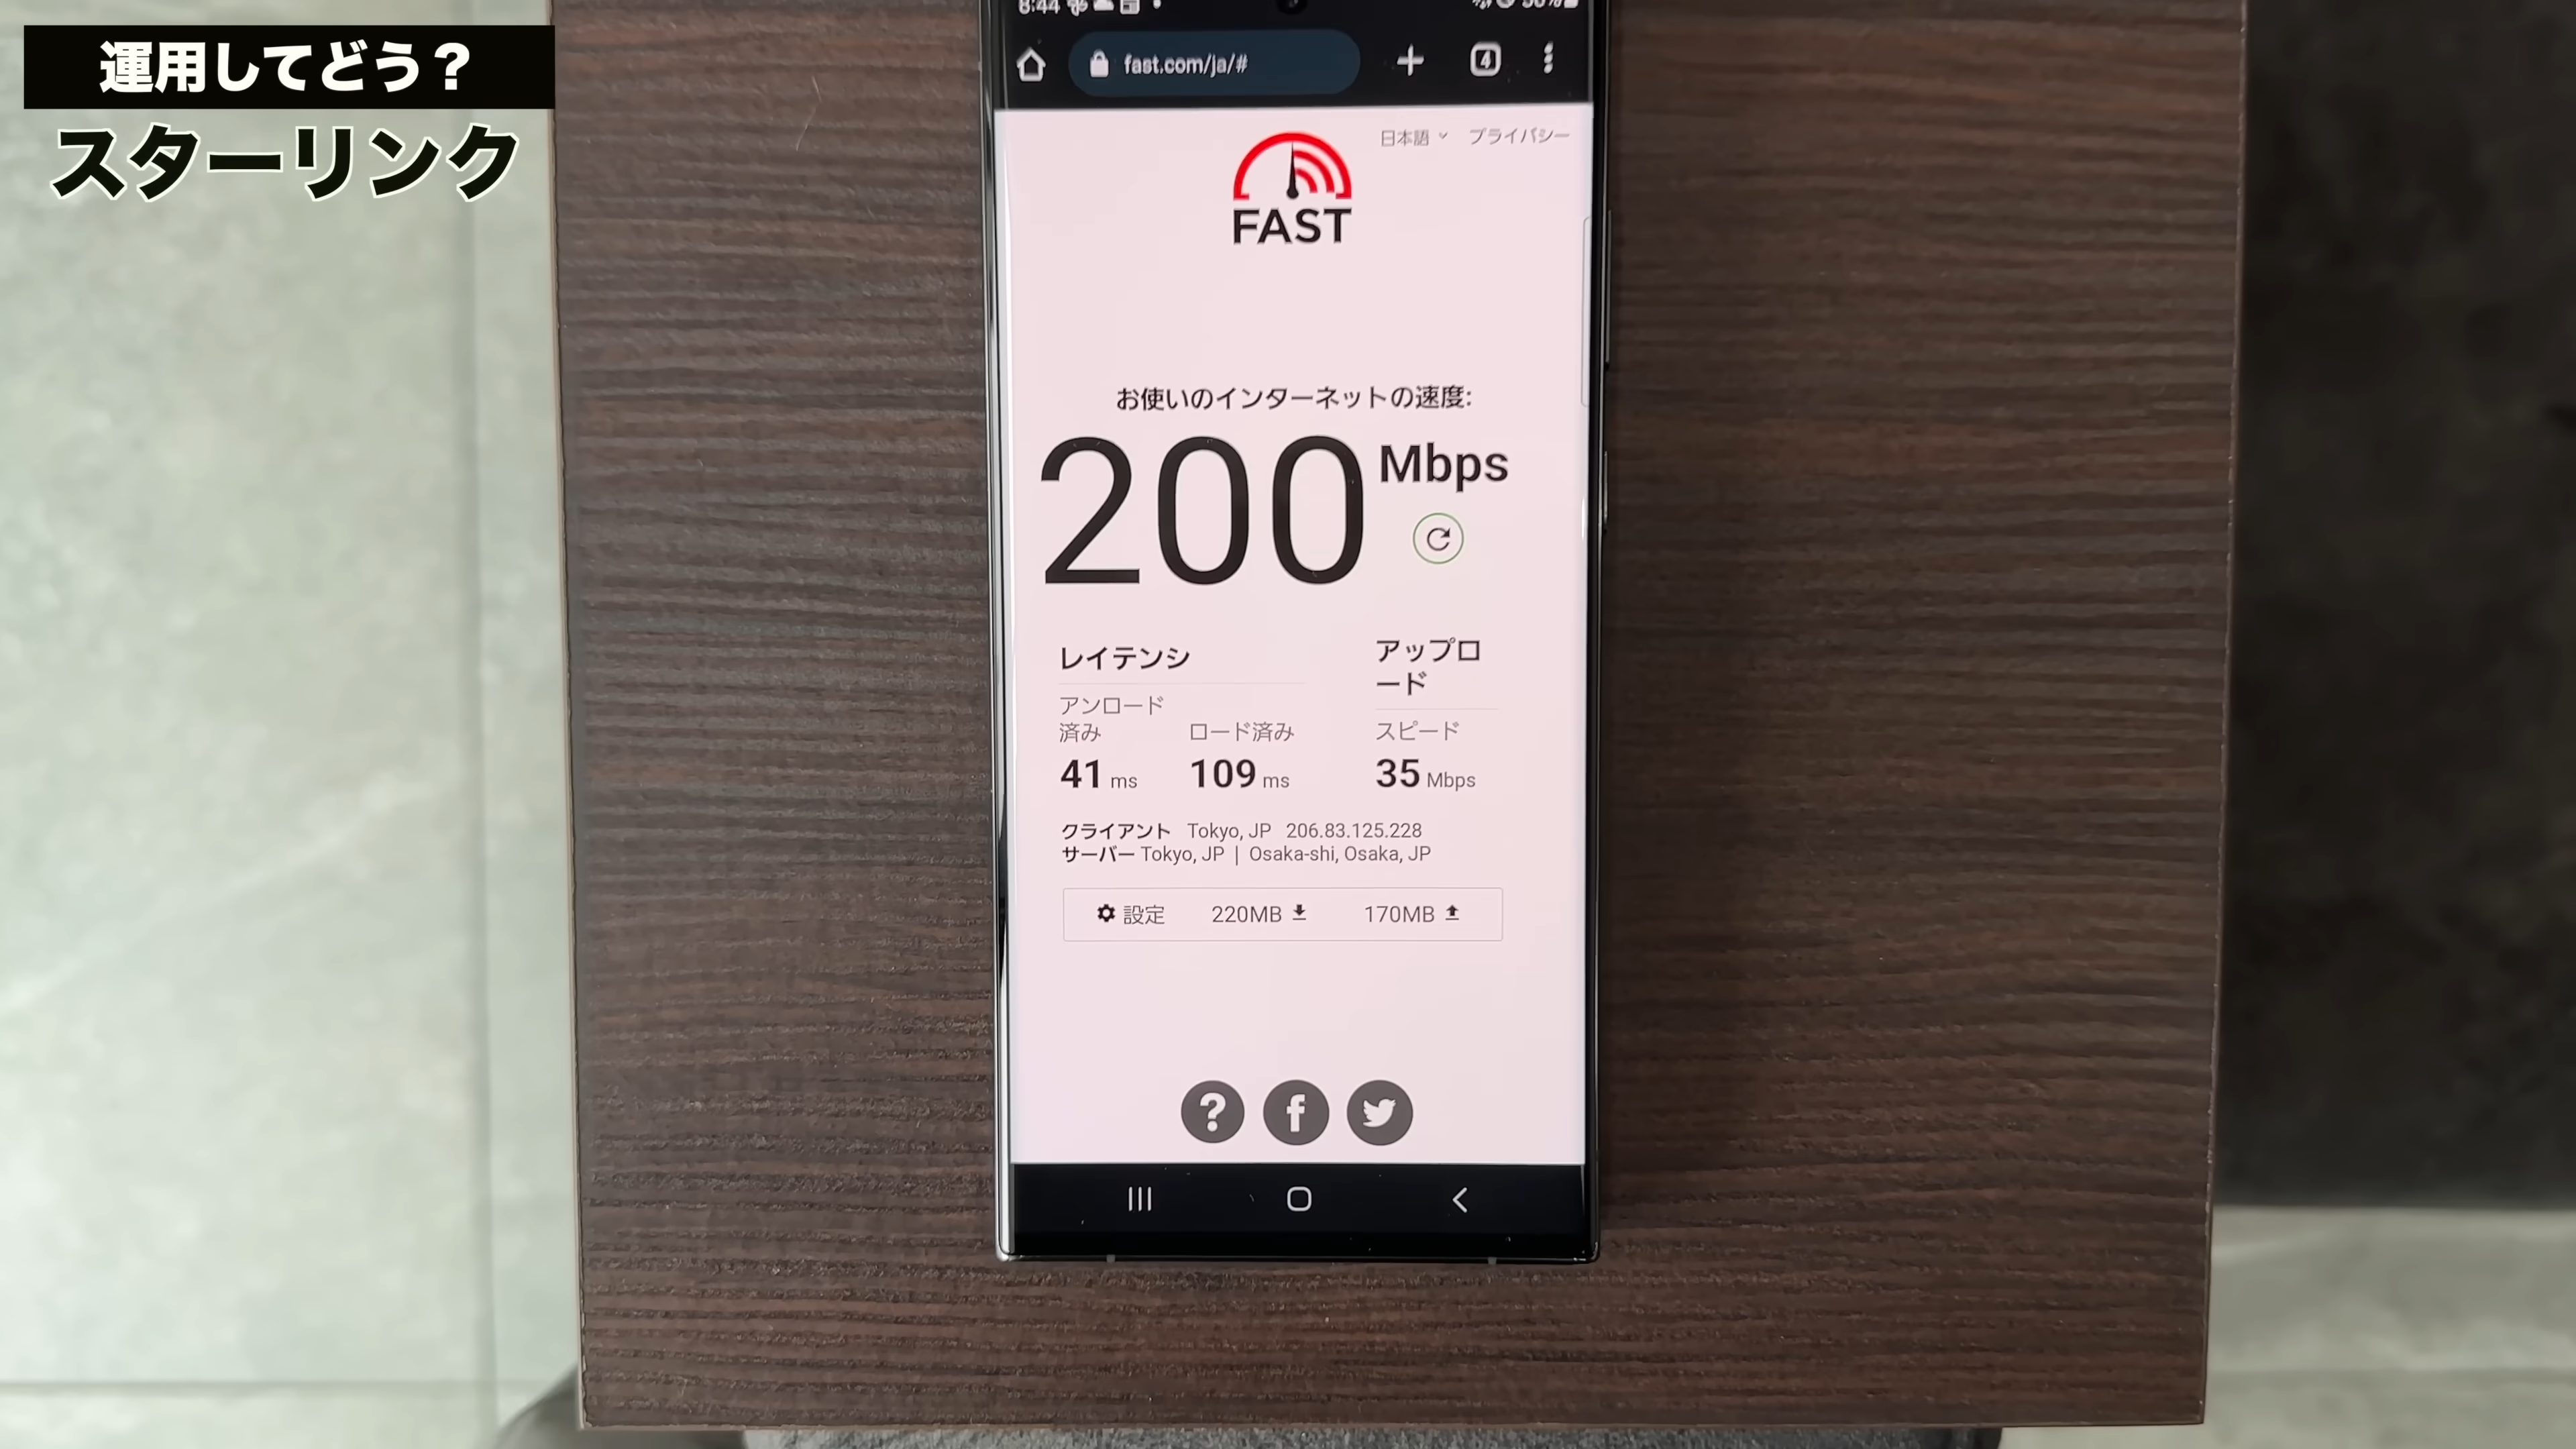 運用してどう？
スターリンク
8:44
fast.com/ja/#
4
日本語 プライバシー
FAST
お使いのインターネットの速度:
200 Mbps
レイテンシ
アップロ
ード
アンロード
済み
ロード済み
スピード
41 ms
109 ms
35 Mbps
クライアント Tokyo, JP 206.83.125.228
サーバー Tokyo, JP | Osaka-shi, Osaka, JP
設定 220MB 170MB